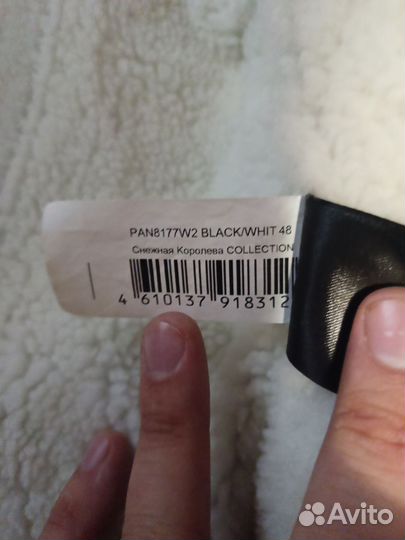 PAN8177W2 BLACK/WHIT 48
Снежная Королева COLLECTION
4 610137 918312
Avito